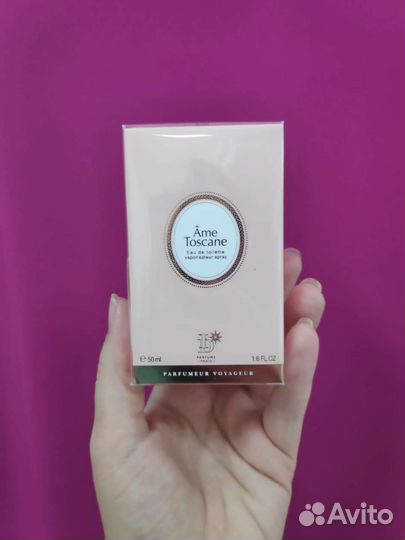 Âme
Toscane
Eau de toilette
vaporisateur spray
D
PARFUMS
PARIS
℮ 50 ml 1.6 FL.OZ
PARFUMEUR VOYAGEUR
Avito